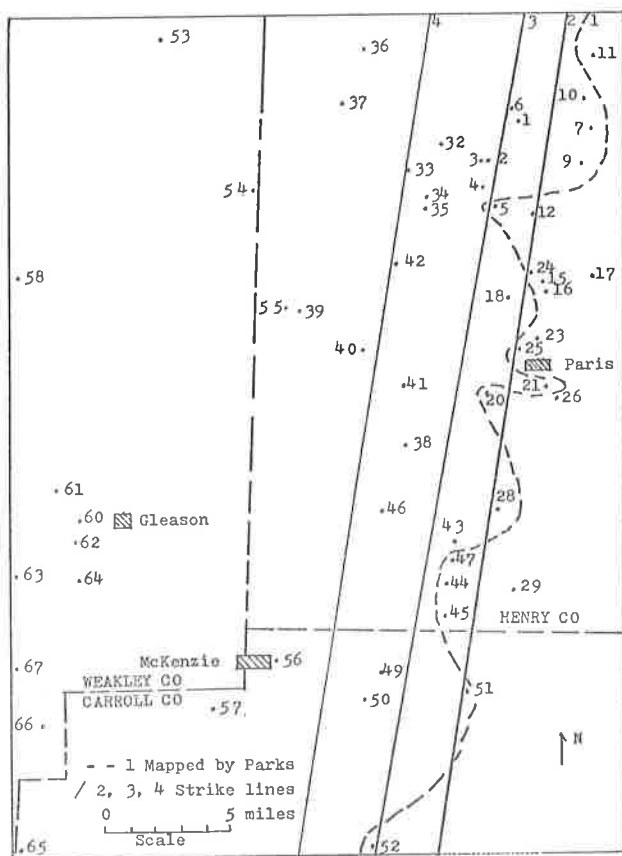 4 3 2 1
53 36 11
37 10
6 1 7
32 3 2 9
33 4
54 34
35 5 12
42 24 15 17
58 18 16
55 39 23
40 25 Paris
41 20 21 26
38
61 46 28
60 Gleason
62 43
47
63 64 44 29
45 HENRY CO
McKenzie 56
67 WEAKLEY CO 49 51
CARROLL CO 50
66 57
N
- - 1 Mapped by Parks
/ 2, 3, 4 Strike lines
0 5 miles
Scale
65 52